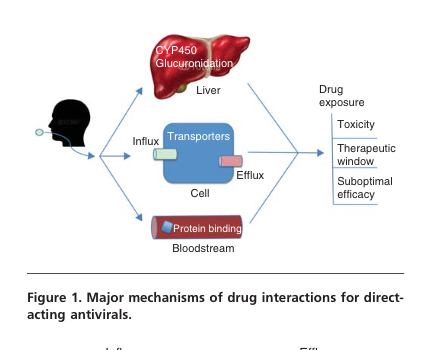 CYP450
Glucuronidation
Liver
Drug
exposure
Toxicity
Therapeutic
window
Suboptimal
efficacy
Influx
Transporters
Efflux
Cell
Protein binding
Bloodstream
Figure 1. Major mechanisms of drug interactions for direct-
acting antivirals.